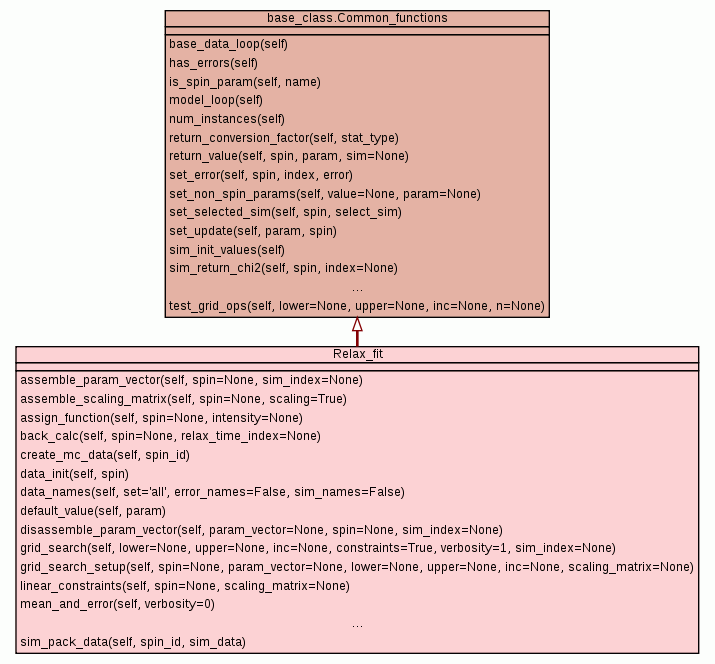 base_class.Common_functions
base_data_loop(self)
has_errors(self)
is_spin_param(self, name)
model_loop(self)
num_instances(self)
return_conversion_factor(self, stat_type)
return_value(self, spin, param, sim=None)
set_error(self, spin, index, error)
set_non_spin_params(self, value=None, param=None)
set_selected_sim(self, spin, select_sim)
set_update(self, param, spin)
sim_init_values(self)
sim_return_chi2(self, spin, index=None)
...
test_grid_ops(self, lower=None, upper=None, inc=None, n=None)
Relax_fit
assemble_param_vector(self, spin=None, sim_index=None)
assemble_scaling_matrix(self, spin=None, scaling=True)
assign_function(self, spin=None, intensity=None)
back_calc(self, spin=None, relax_time_index=None)
create_mc_data(self, spin_id)
data_init(self, spin)
data_names(self, set='all', error_names=False, sim_names=False)
default_value(self, param)
disassemble_param_vector(self, param_vector=None, spin=None, sim_index=None)
grid_search(self, lower=None, upper=None, inc=None, constraints=True, verbosity=1, sim_index=None)
grid_search_setup(self, spin=None, param_vector=None, lower=None, upper=None, inc=None, scaling_matrix=None)
linear_constraints(self, spin=None, scaling_matrix=None)
mean_and_error(self, verbosity=0)
...
sim_pack_data(self, spin_id, sim_data)